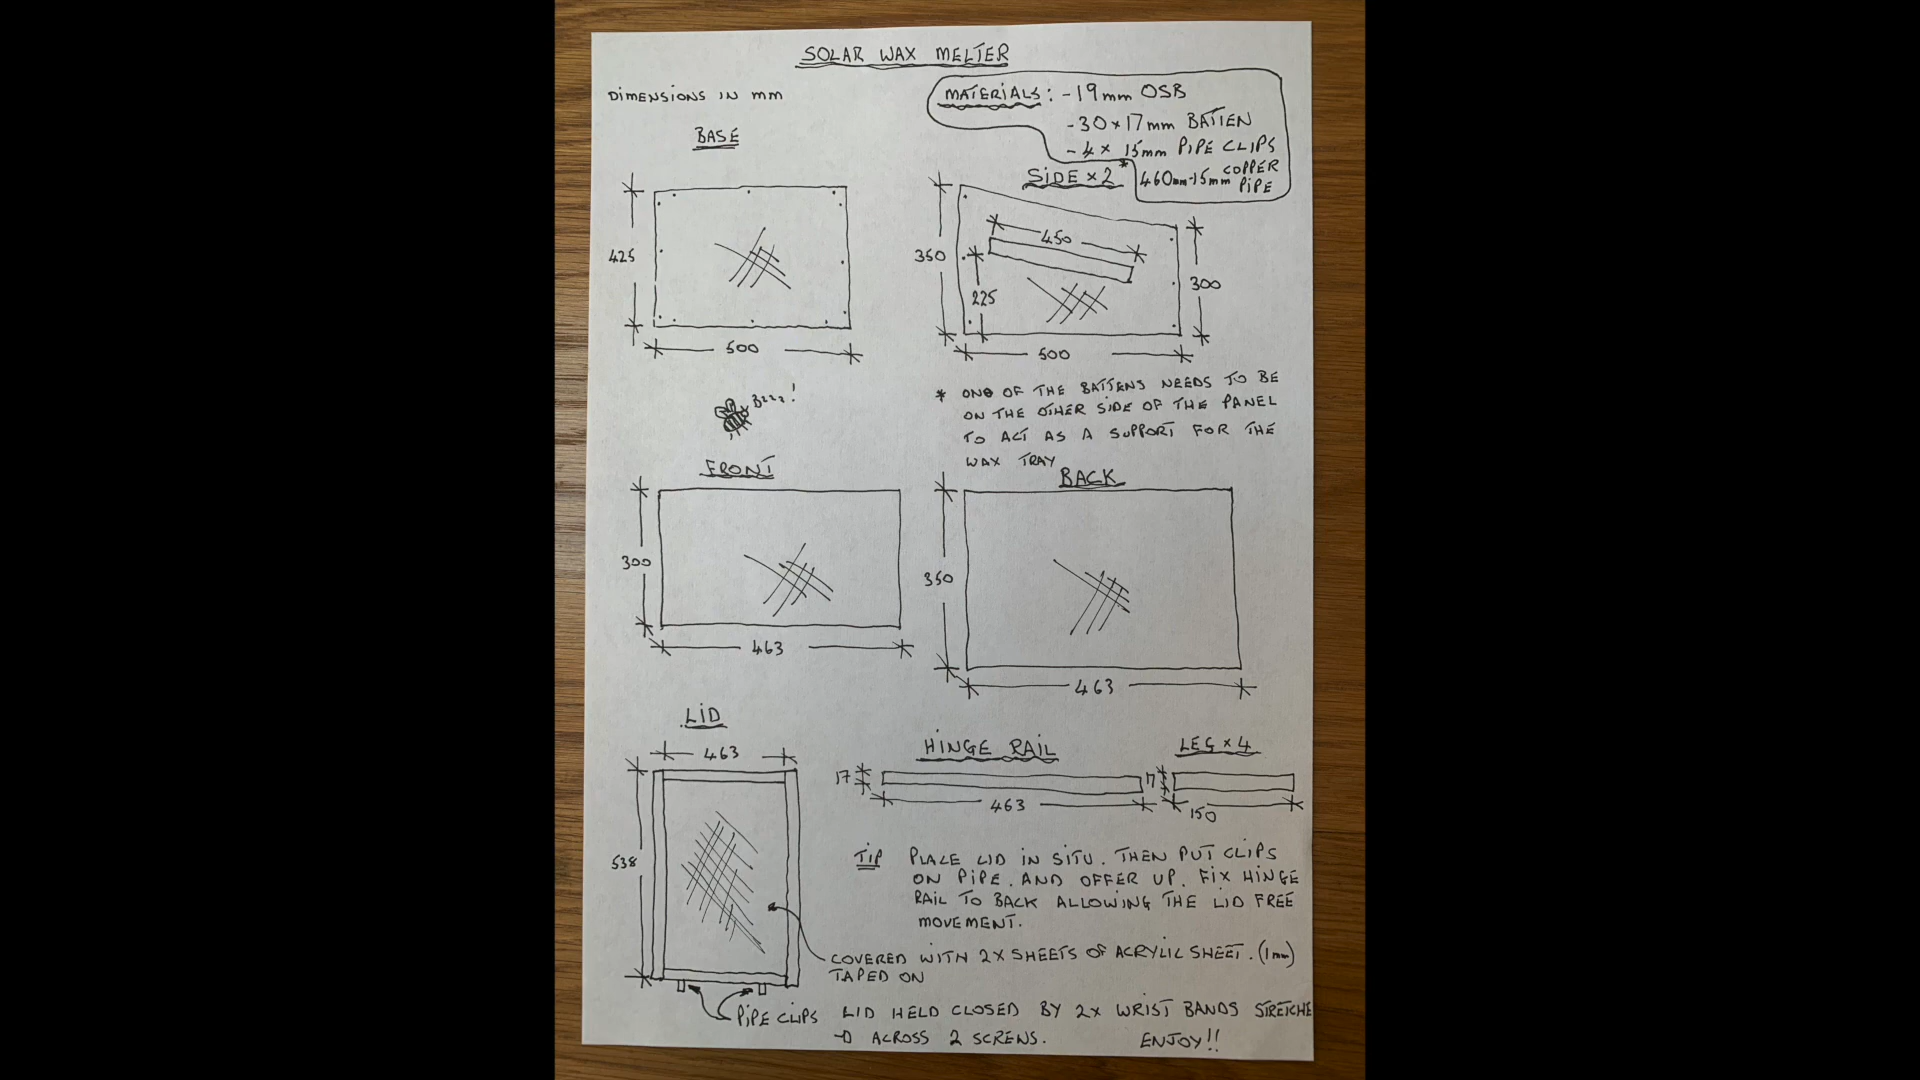 SOLAR WAX MELTER
DIMENSIONS IN mm
MATERIALS: - 19mm OSB
- 30 x 17mm BATTEN
- 4 x 15mm PIPE CLIPS
460mm-15mm COPPER PIPE
BASE
425
500
SIDE x 2 *
350
450
225
300
500
Bzzz!
* ONE OF THE BATTENS NEEDS TO BE
ON THE OTHER SIDE OF THE PANEL
TO ACT AS A SUPPORT FOR THE
WAX TRAY
FRONT
300
463
BACK
350
463
LID
463
538
HINGE RAIL
17
463
LEG x 4
17
150
TIP PLACE LID IN SITU. THEN PUT CLIPS
ON PIPE. AND OFFER UP. FIX HINGE
RAIL TO BACK ALLOWING THE LID FREE
MOVEMENT.
COVERED WITH 2X SHEETS OF ACRYLIC SHEET. (1mm)
TAPED ON
PIPE CLIPS
LID HELD CLOSED BY 2x WRIST BANDS STRETCHE
-D ACROSS 2 SCRENS.
ENJOY!!